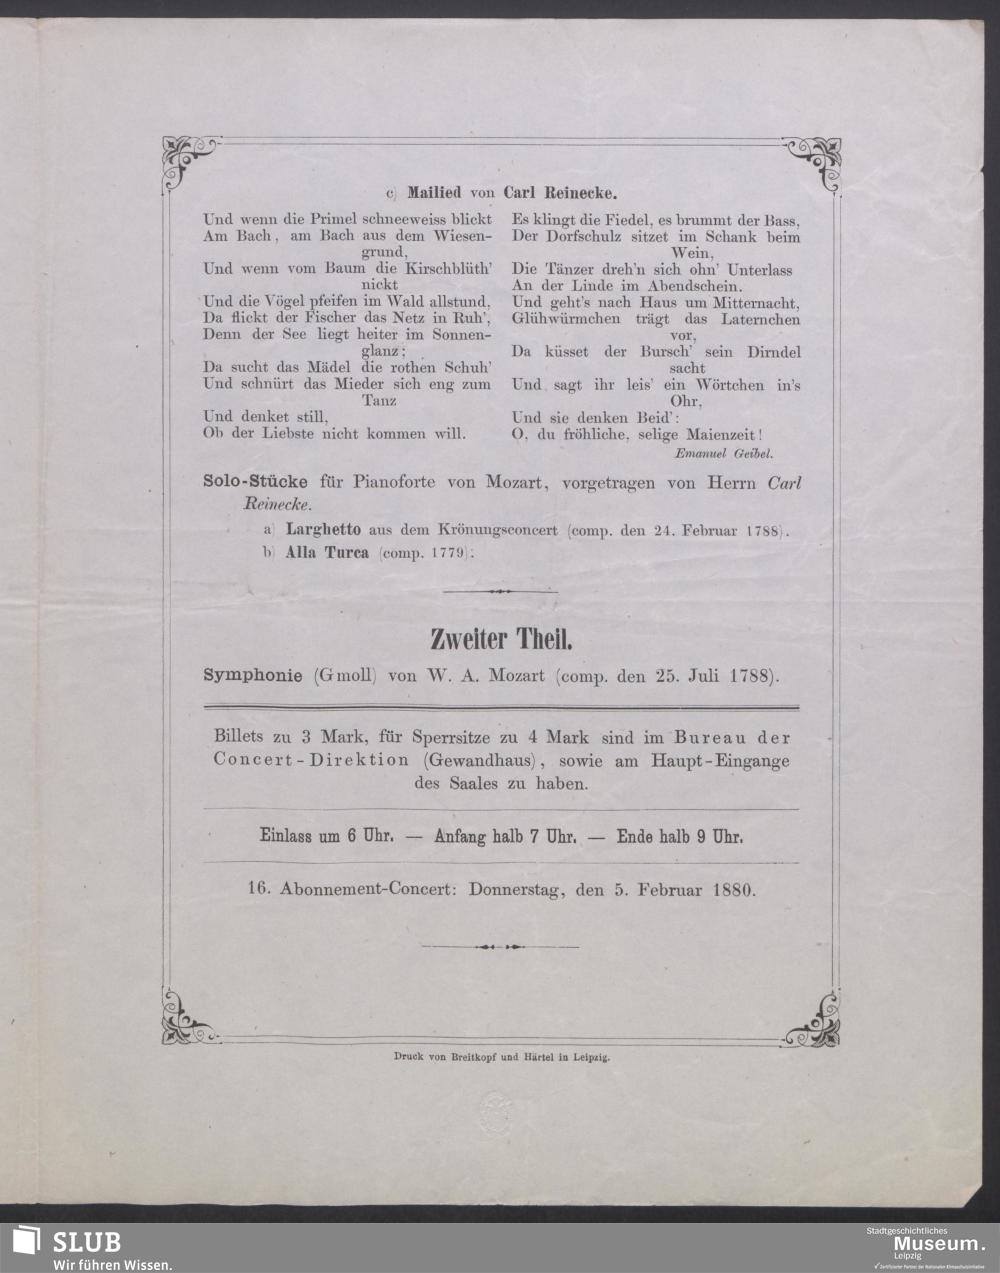 c) Mailied von Carl Reinecke.
Und wenn die Primel schneeweiss blickt
Am Bach, am Bach aus dem Wiesen-
grund,
Und wenn vom Baum die Kirschblüth'
nickt
Und die Vögel pfeifen im Wald allstund,
Da flickt der Fischer das Netz in Ruh',
Denn der See liegt heiter im Sonnen-
glanz;
Da sucht das Mädel die rothen Schuh'
Und schnürt das Mieder sich eng zum
Tanz
Und denket still,
Ob der Liebste nicht kommen will.
Es klingt die Fiedel, es brummt der Bass,
Der Dorfschulz sitzet im Schank beim
Wein,
Die Tänzer dreh'n sich ohn' Unterlass
An der Linde im Abendschein.
Und geht's nach Haus um Mitternacht,
Glühwürmchen trägt das Laternchen
vor,
Da küsset der Bursch' sein Dirndel
sacht
Und sagt ihr leis' ein Wörtchen in's
Ohr,
Und sie denken Beid':
O, du fröhliche, selige Maienzeit!
Emanuel Geibel.
Solo-Stücke für Pianoforte von Mozart, vorgetragen von Herrn Carl
Reinecke.
a) Larghetto aus dem Krönungsconcert (comp. den 24. Februar 1788).
b) Alla Turca (comp. 1779).
Zweiter Theil.
Symphonie (G moll) von W. A. Mozart (comp. den 25. Juli 1788).
Billets zu 3 Mark, für Sperrsitze zu 4 Mark sind im Bureau der
Concert-Direktion (Gewandhaus), sowie am Haupt-Eingange
des Saales zu haben.
Einlass um 6 Uhr. — Anfang halb 7 Uhr. — Ende halb 9 Uhr.
16. Abonnement-Concert: Donnerstag, den 5. Februar 1880.
Druck von Breitkopf und Härtel in Leipzig.
SLUB
Wir führen Wissen.
Stadtgeschichtliches
Museum.
Leipzig
Zertifizierter Partner der Nationalen Klimaschutzinitiative